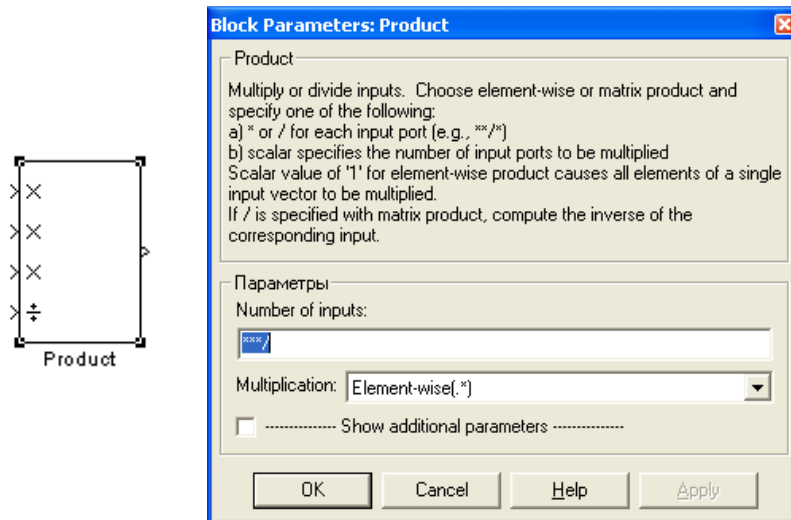 Block Parameters: Product
Product
Multiply or divide inputs. Choose element-wise or matrix product and
specify one of the following:
a) * or / for each input port (e.g., **/*)
b) scalar specifies the number of input ports to be multiplied
Scalar value of '1' for element-wise product causes all elements of a single
input vector to be multiplied.
If / is specified with matrix product, compute the inverse of the
corresponding input.
×
×
×
÷
Product
Параметры
Number of inputs:
***/
Multiplication: Element-wise(.*)
--------------- Show additional parameters ---------------
OK Cancel Help Apply